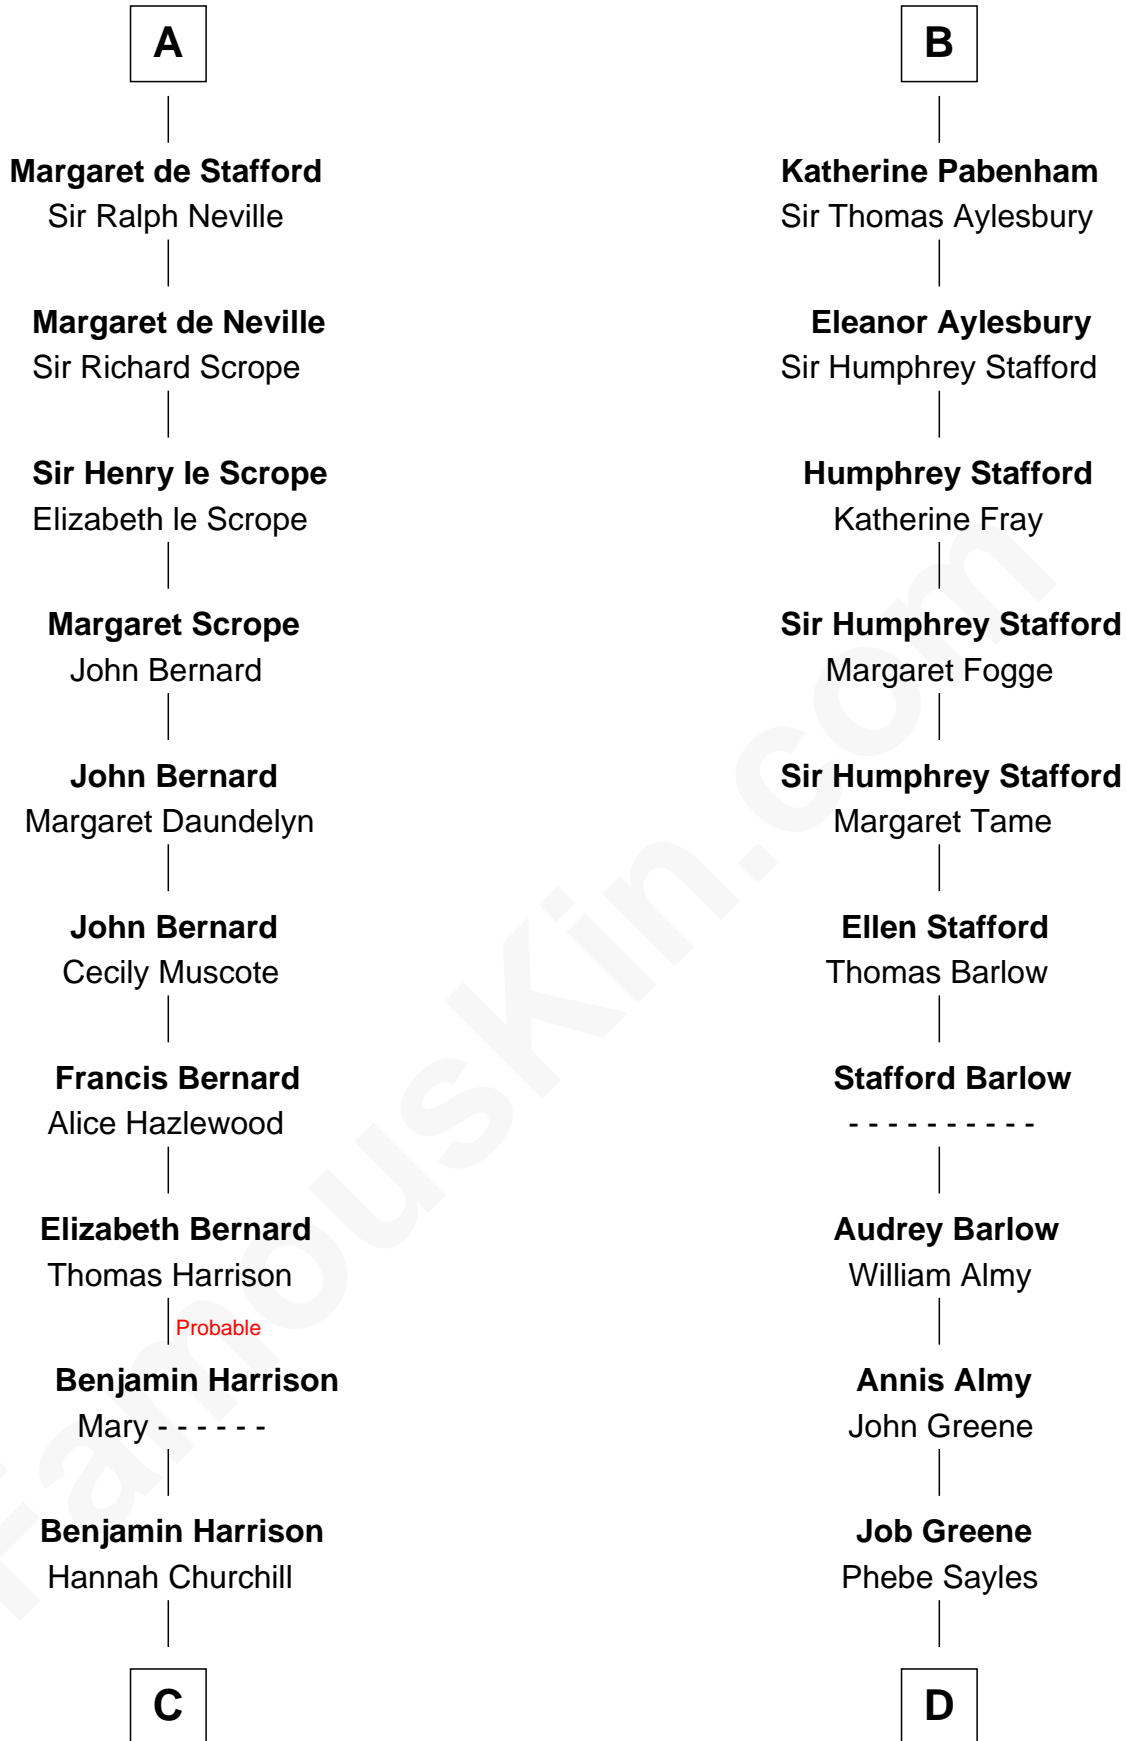 A
Margaret de Stafford
Sir Ralph Neville
Margaret de Neville
Sir Richard Scrope
Sir Henry le Scrope
Elizabeth le Scrope
Margaret Scrope
John Bernard
John Bernard
Margaret Daundelyn
John Bernard
Cecily Muscote
Francis Bernard
Alice Hazlewood
Elizabeth Bernard
Thomas Harrison
Probable
Benjamin Harrison
Mary - - - - - -
Benjamin Harrison
Hannah Churchill
C
B
Katherine Pabenham
Sir Thomas Aylesbury
Eleanor Aylesbury
Sir Humphrey Stafford
Humphrey Stafford
Katherine Fray
Sir Humphrey Stafford
Margaret Fogge
Sir Humphrey Stafford
Margaret Tame
Ellen Stafford
Thomas Barlow
Stafford Barlow
- - - - - - - - - -
Audrey Barlow
William Almy
Annis Almy
John Greene
Job Greene
Phebe Sayles
D
FamousKin.com